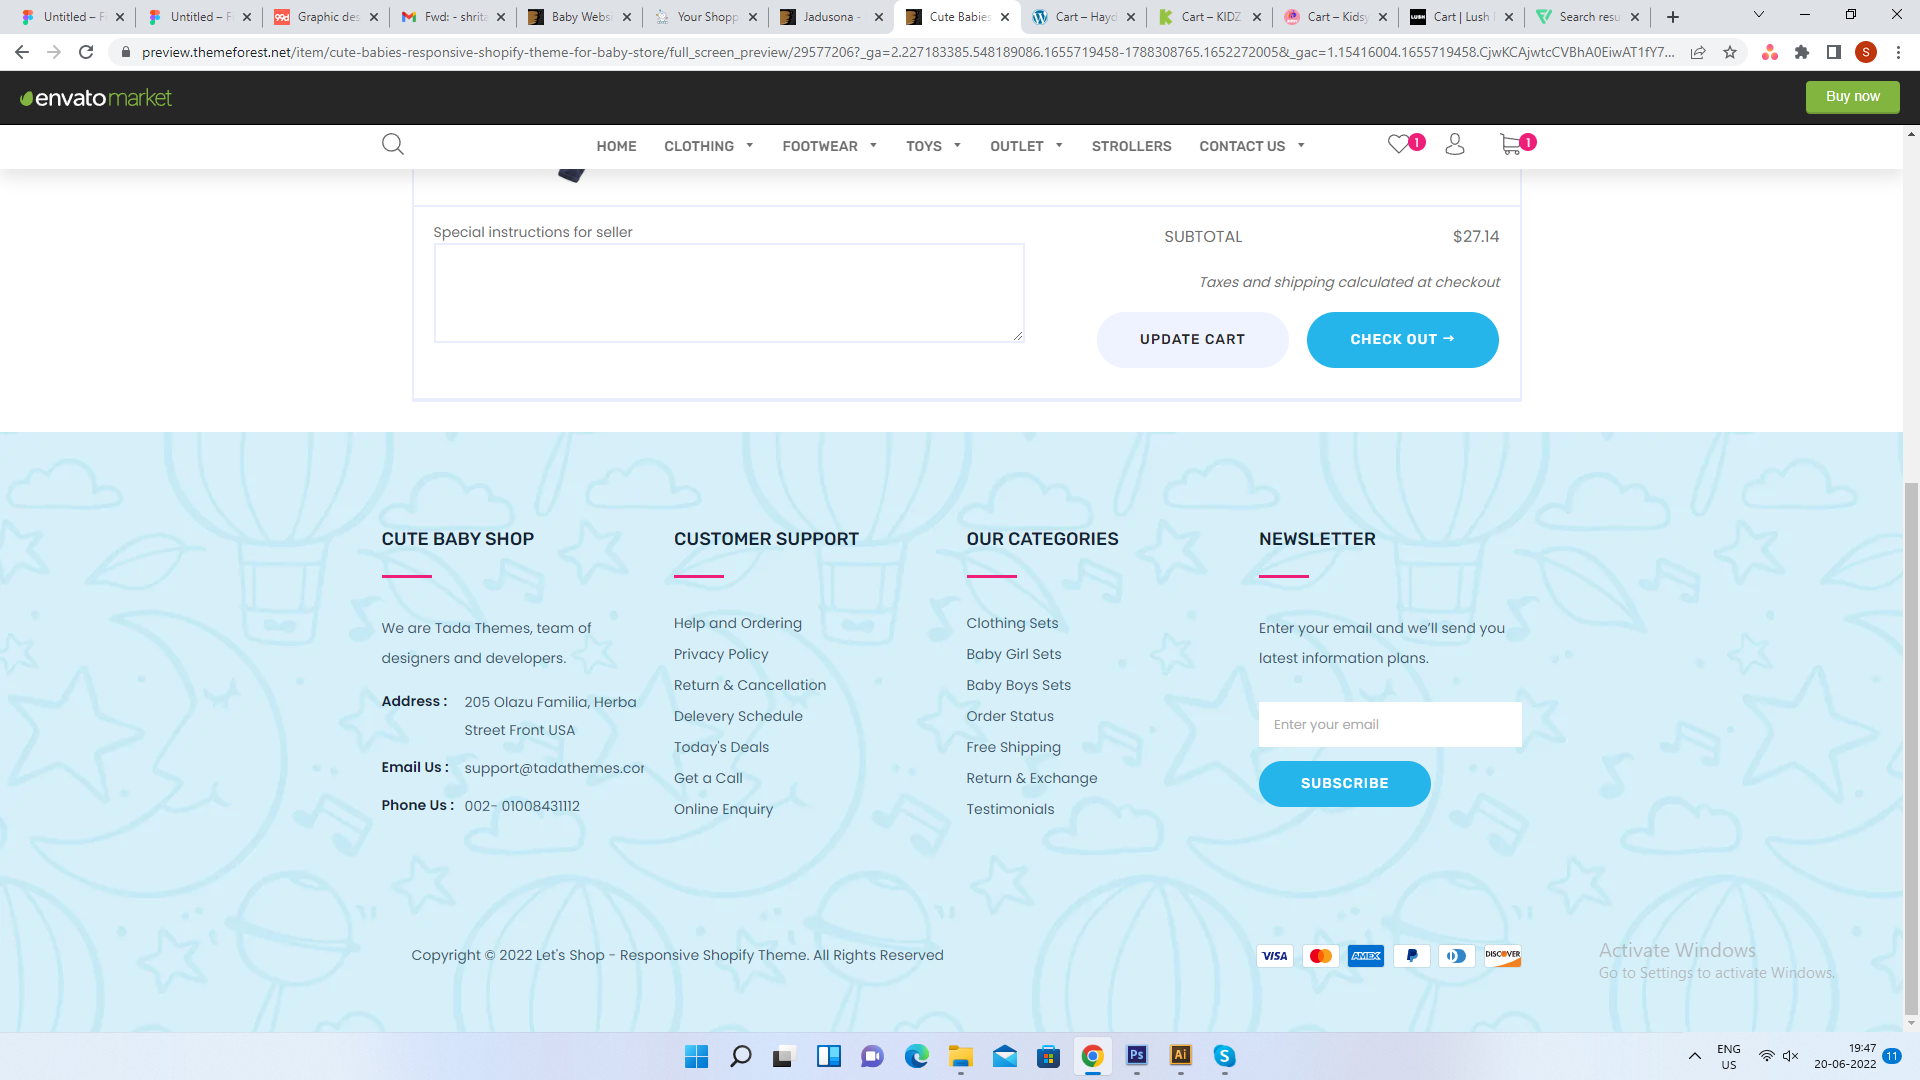 Untitled – F
Untitled – F
Graphic des
Fwd: - shrita
Baby Websi
Your Shopp
Jadusona -
Cute Babies
Cart – Hayd
Cart – KIDZ
Cart – Kidsy
Cart | Lush
Search resu
preview.themeforest.net/item/cute-babies-responsive-shopify-theme-for-baby-store/full_screen_preview/29577206?_ga=2.227183385.548189086.1655719458-1788308765.1652272005&_gac=1.15416004.1655719458.CjwKCAjwtcCVBhA0EiwAT1fY7...
S
envatomarket
Buy now
HOME CLOTHING FOOTWEAR TOYS OUTLET STROLLERS CONTACT US 1 1
Special instructions for seller
SUBTOTAL $27.14
Taxes and shipping calculated at checkout
UPDATE CART CHECK OUT →
CUTE BABY SHOP
We are Tada Themes, team of
designers and developers.
Address : 205 Olazu Familia, Herba
Street Front USA
Email Us : support@tadathemes.com
Phone Us : 002- 01008431112
CUSTOMER SUPPORT
Help and Ordering
Privacy Policy
Return & Cancellation
Delevery Schedule
Today's Deals
Get a Call
Online Enquiry
OUR CATEGORIES
Clothing Sets
Baby Girl Sets
Baby Boys Sets
Order Status
Free Shipping
Return & Exchange
Testimonials
NEWSLETTER
Enter your email and we'll send you
latest information plans.
Enter your email
SUBSCRIBE
Copyright © 2022 Let's Shop - Responsive Shopify Theme. All Rights Reserved
VISA AMEX DISCOVER
Activate Windows
Go to Settings to activate Windows.
Ps Ai S
ENG
US
19:47
20-06-2022
11